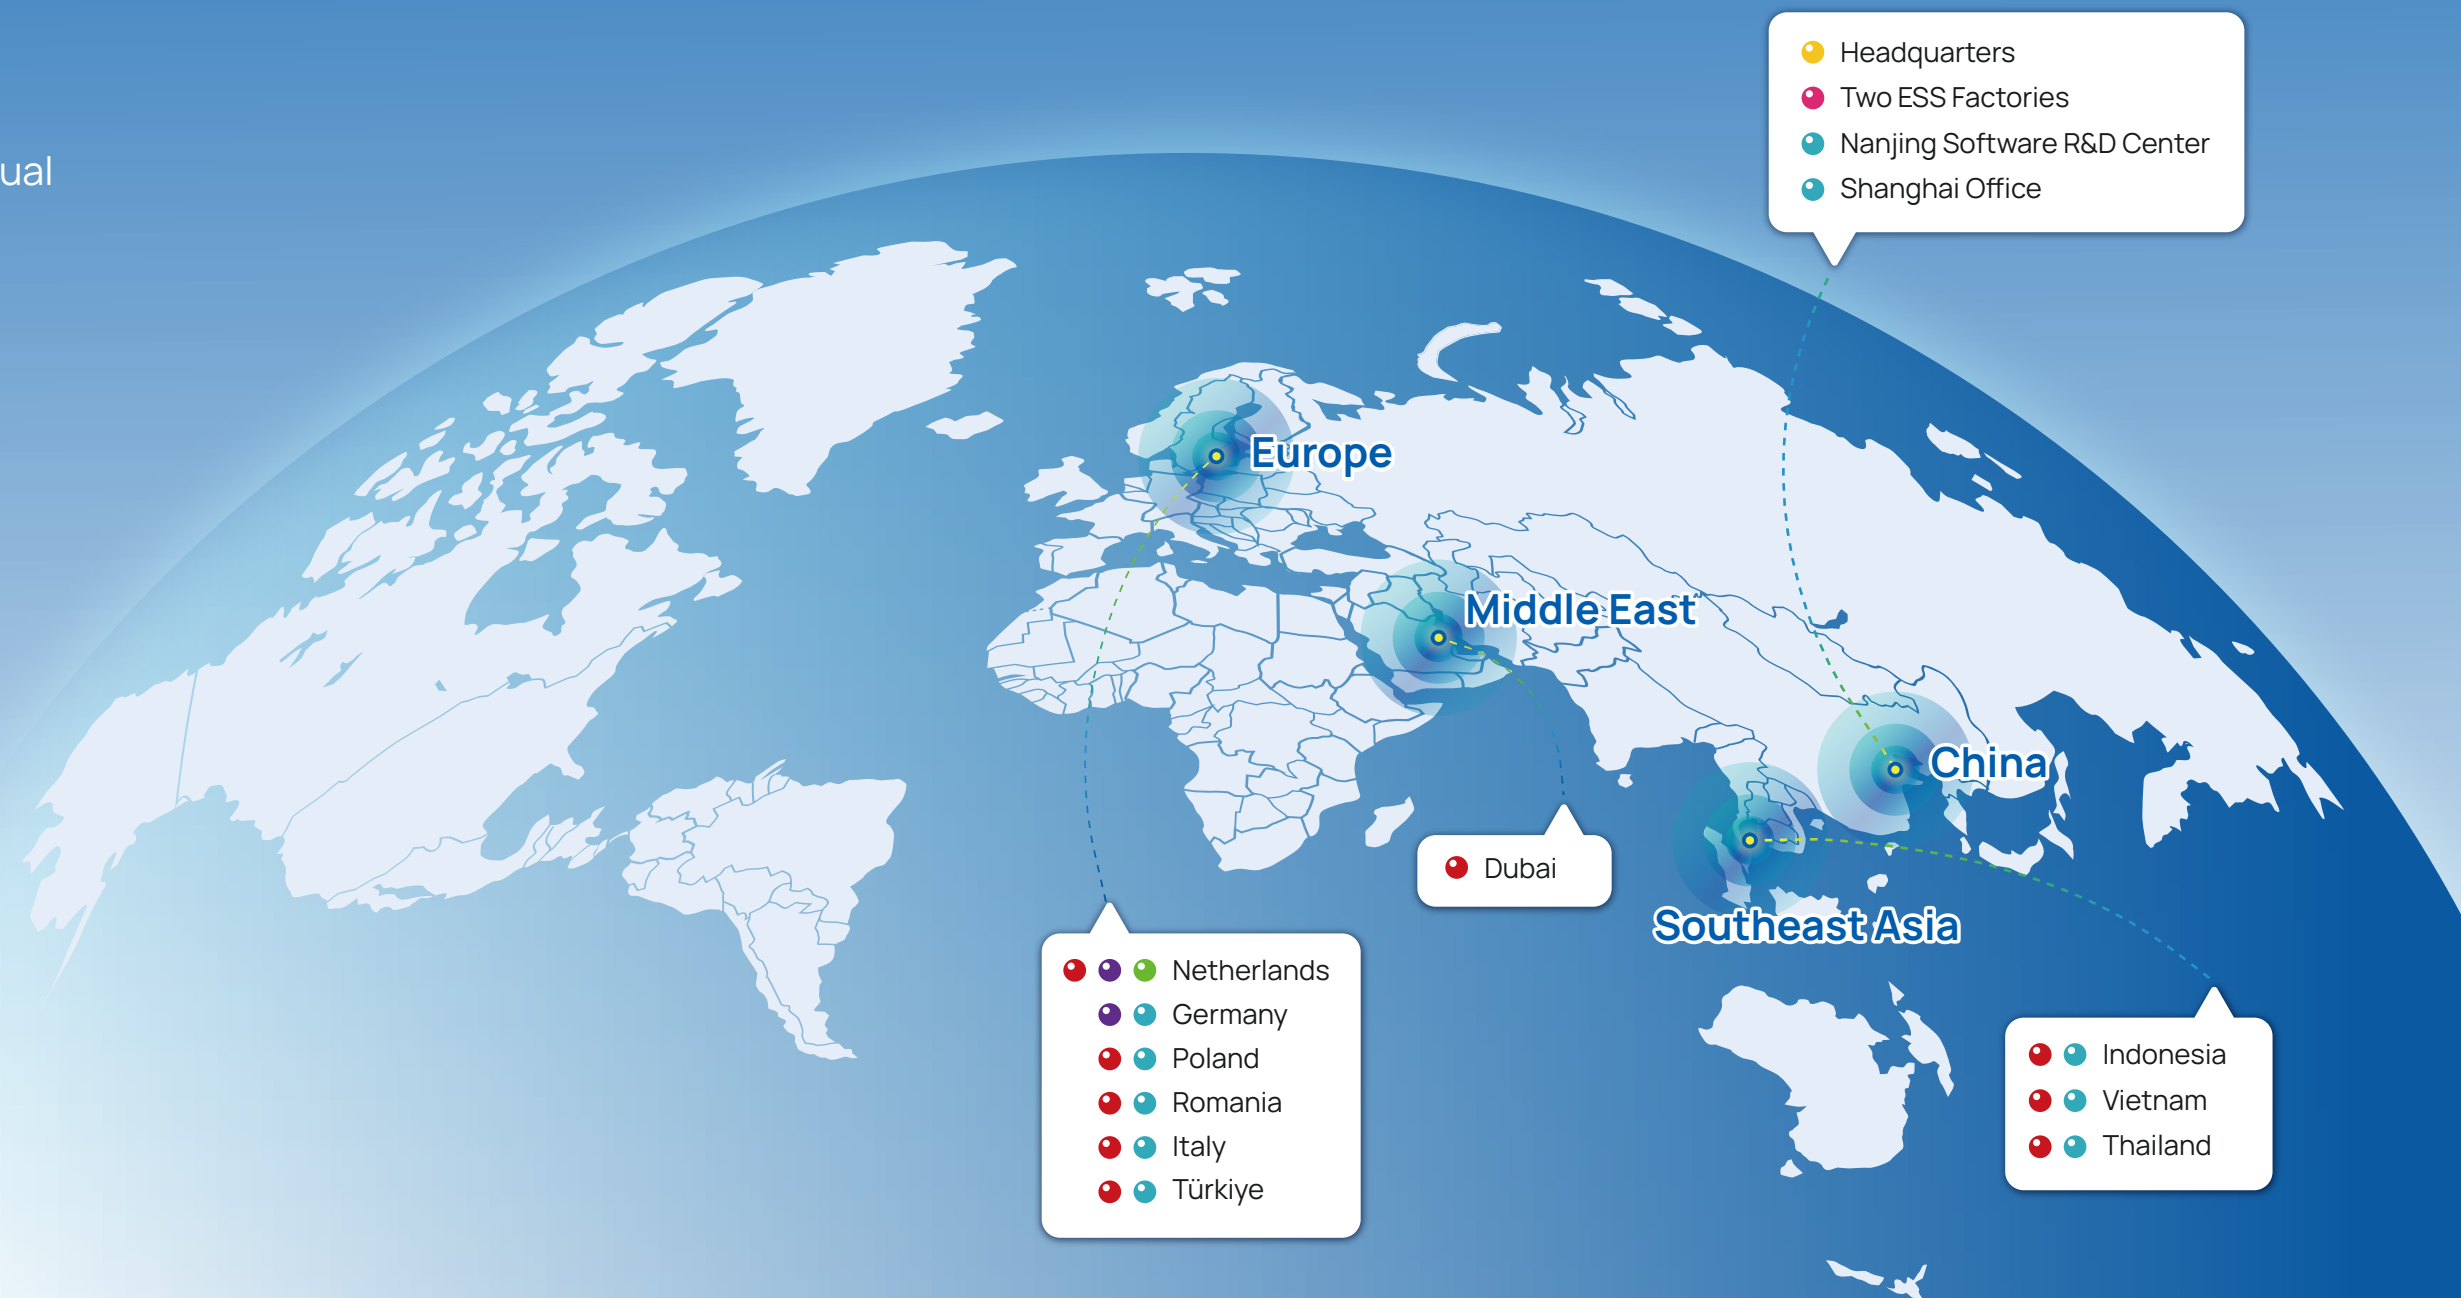 Headquarters
Two ESS Factories
Nanjing Software R&D Center
Shanghai Office
ual
Europe
Middle East
China
Dubai
Southeast Asia
Netherlands
Germany
Poland
Romania
Italy
Türkiye
Indonesia
Vietnam
Thailand